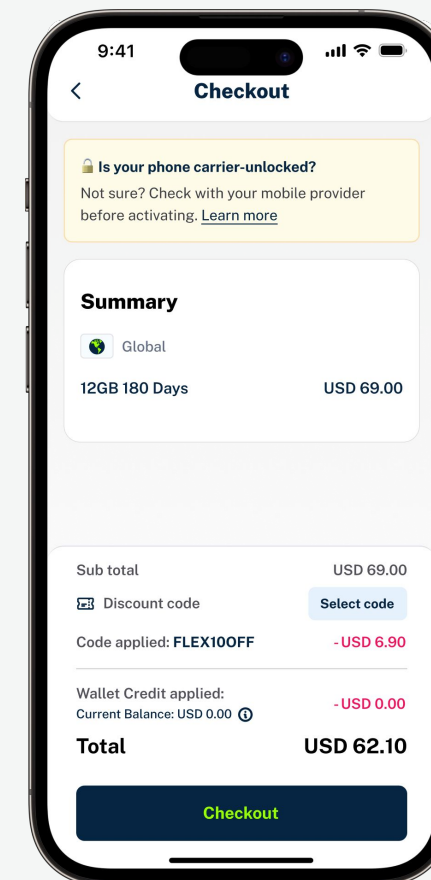 9:41
Checkout
Is your phone carrier-unlocked?
Not sure? Check with your mobile provider
before activating. Learn more
Summary
Global
12GB 180 Days USD 69.00
Sub total USD 69.00
Discount code Select code
Code applied: FLEX10OFF - USD 6.90
Wallet Credit applied:
Current Balance: USD 0.00 - USD 0.00
Total USD 62.10
Checkout